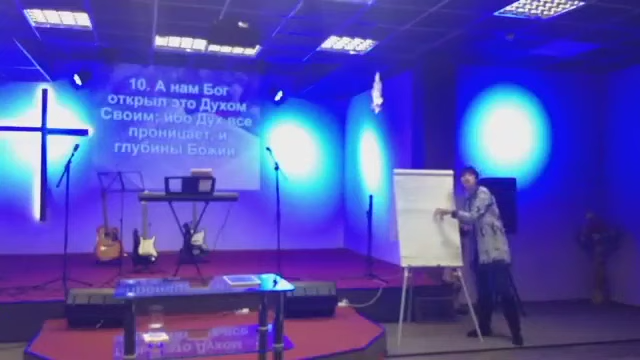 10. А нам Бог
открыл это Духом
Своим; ибо Дух все
проницает, и
глубины Божии